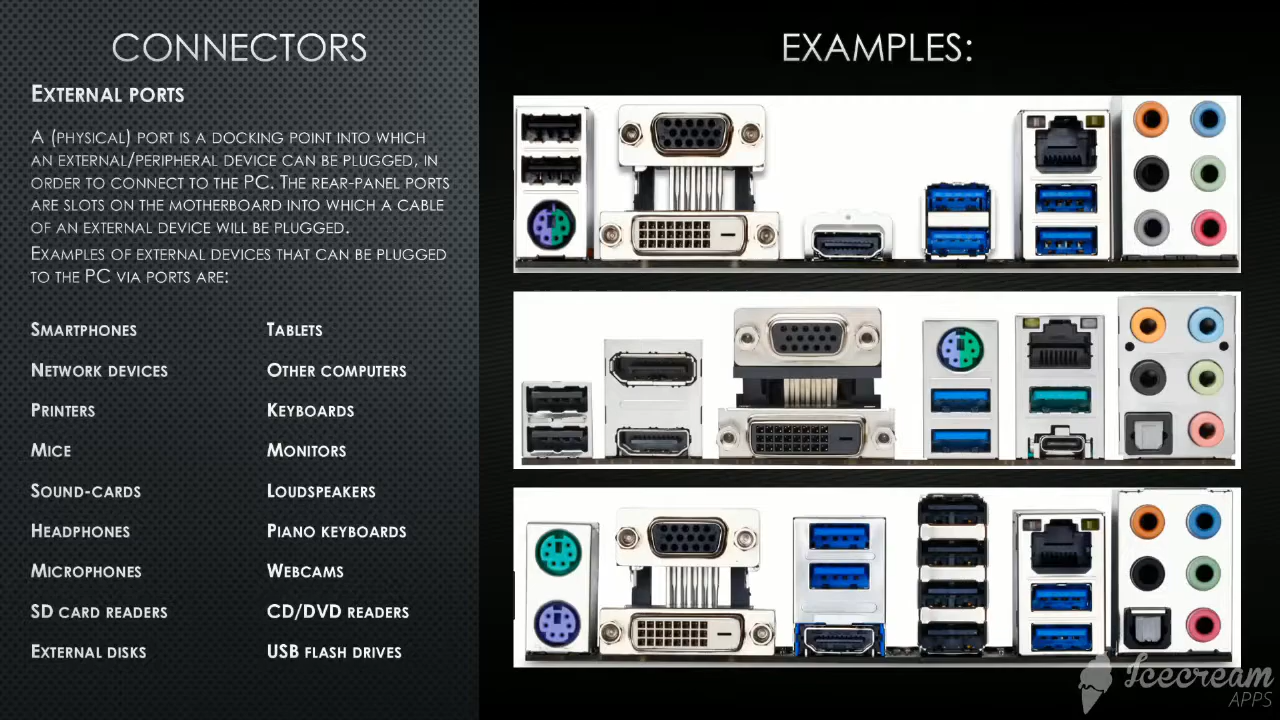 CONNECTORS
EXTERNAL PORTS
A (PHYSICAL) PORT IS A DOCKING POINT INTO WHICH
AN EXTERNAL/PERIPHERAL DEVICE CAN BE PLUGGED, IN
ORDER TO CONNECT TO THE PC. THE REAR-PANEL PORTS
ARE SLOTS ON THE MOTHERBOARD INTO WHICH A CABLE
OF AN EXTERNAL DEVICE WILL BE PLUGGED.
EXAMPLES OF EXTERNAL DEVICES THAT CAN BE PLUGGED
TO THE PC VIA PORTS ARE:
SMARTPHONES
NETWORK DEVICES
PRINTERS
MICE
SOUND-CARDS
HEADPHONES
MICROPHONES
SD CARD READERS
EXTERNAL DISKS
TABLETS
OTHER COMPUTERS
KEYBOARDS
MONITORS
LOUDSPEAKERS
PIANO KEYBOARDS
WEBCAMS
CD/DVD READERS
USB FLASH DRIVES
EXAMPLES:
Icecream
APPS